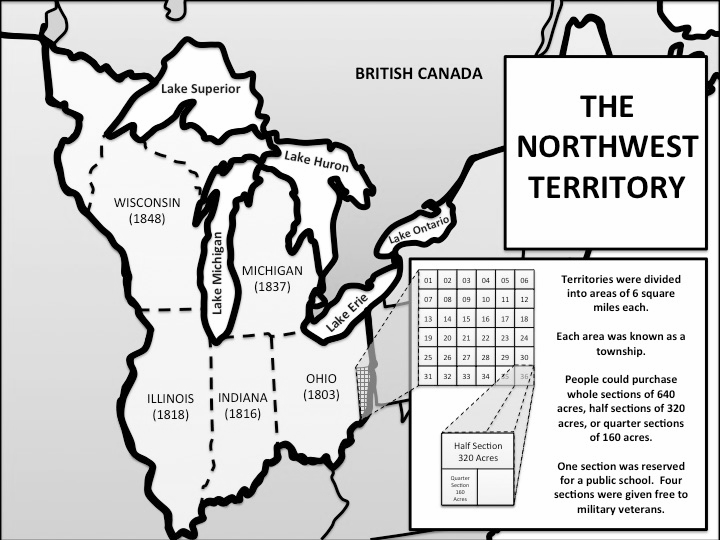 BRITISH CANADA
THE
NORTHWEST
TERRITORY
Lake Superior
Lake Huron
Lake Ontario
Lake Michigan
Lake Erie
WISCONSIN
(1848)
MICHIGAN
(1837)
ILLINOIS
(1818)
INDIANA
(1816)
OHIO
(1803)
01 02 03 04 05 06
07 08 09 10 11 12
13 14 15 16 17 18
19 20 21 22 23 24
25 26 27 28 29 30
31 32 33 34 35 36
Half Section
320 Acres
Quarter
Section
160
Acres
Territories were divided
into areas of 6 square
miles each.
Each area was known as a
township.
People could purchase
whole sections of 640
acres, half sections of 320
acres, or quarter sections
of 160 acres.
One section was reserved
for a public school. Four
sections were given free to
military veterans.